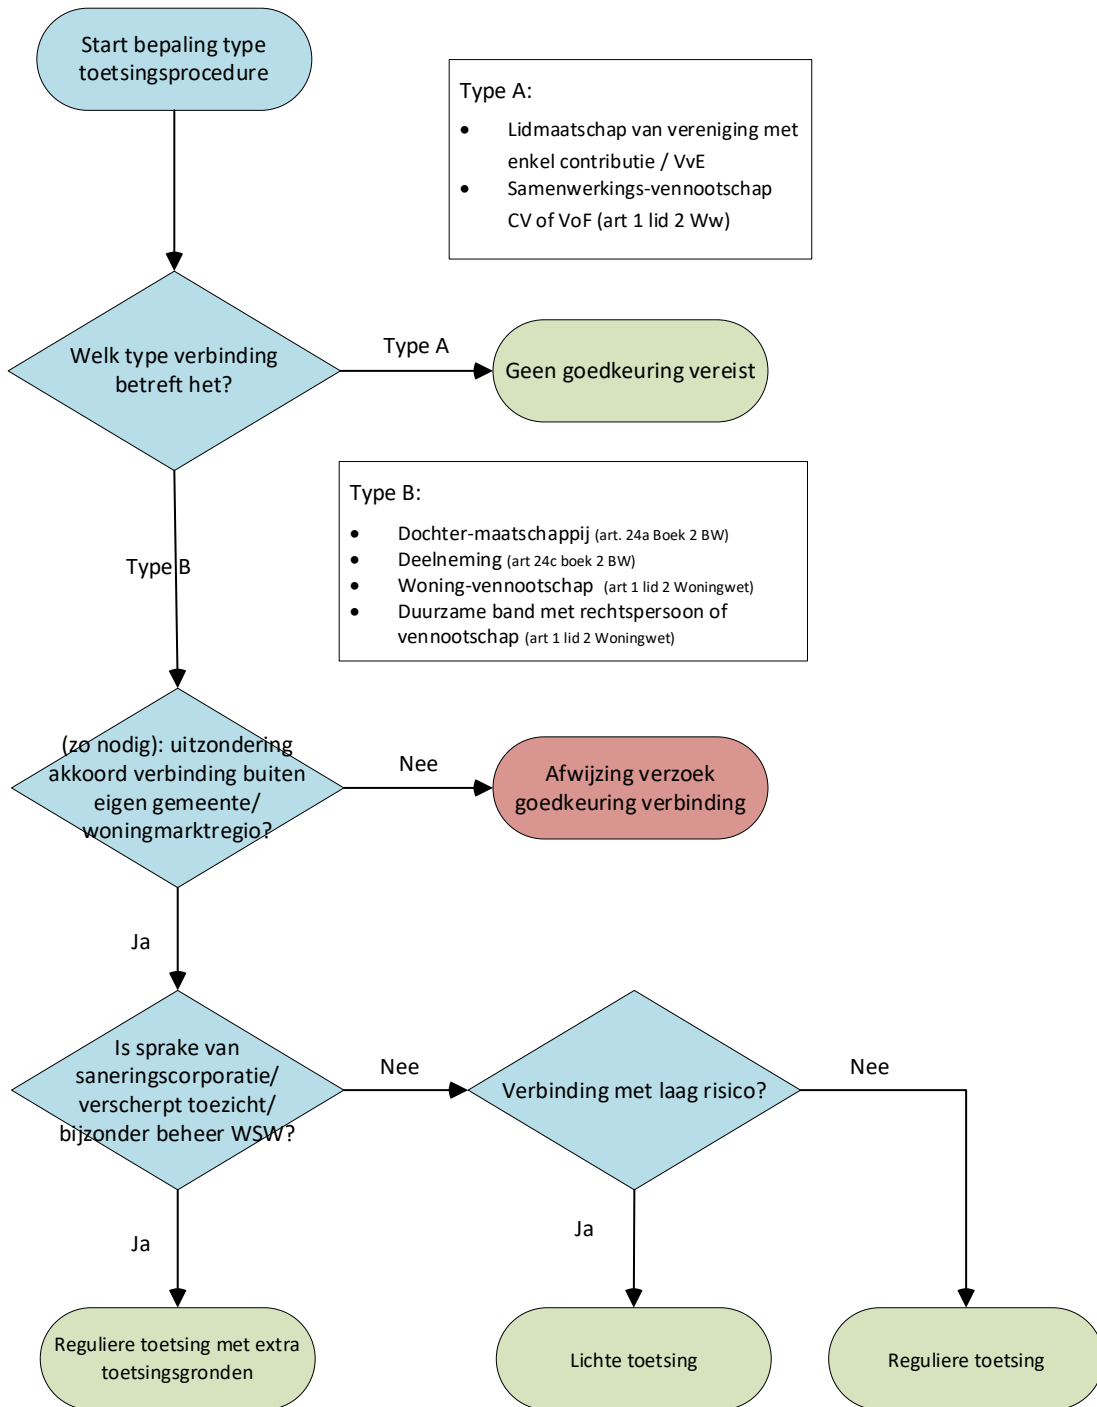 Start bepaling type
toetsingsprocedure
Type A:
• Lidmaatschap van vereniging met
enkel contributie / VvE
• Samenwerkings-vennootschap
CV of VoF (art 1 lid 2 Ww)
Welk type verbinding
betreft het?
Type A
Geen goedkeuring vereist
Type B:
• Dochter-maatschappij (art. 24a Boek 2 BW)
• Deelneming (art 24c boek 2 BW)
• Woning-vennootschap (art 1 lid 2 Woningwet)
• Duurzame band met rechtspersoon of
vennootschap (art 1 lid 2 Woningwet)
Type B
(zo nodig): uitzondering
akkoord verbinding buiten
eigen gemeente/
woningmarktregio?
Nee
Afwijzing verzoek
goedkeuring verbinding
Ja
Is sprake van
saneringscorporatie/
verscherpt toezicht/
bijzonder beheer WSW?
Nee
Verbinding met laag risico?
Nee
Ja
Ja
Reguliere toetsing met extra
toetsingsgronden
Lichte toetsing
Reguliere toetsing